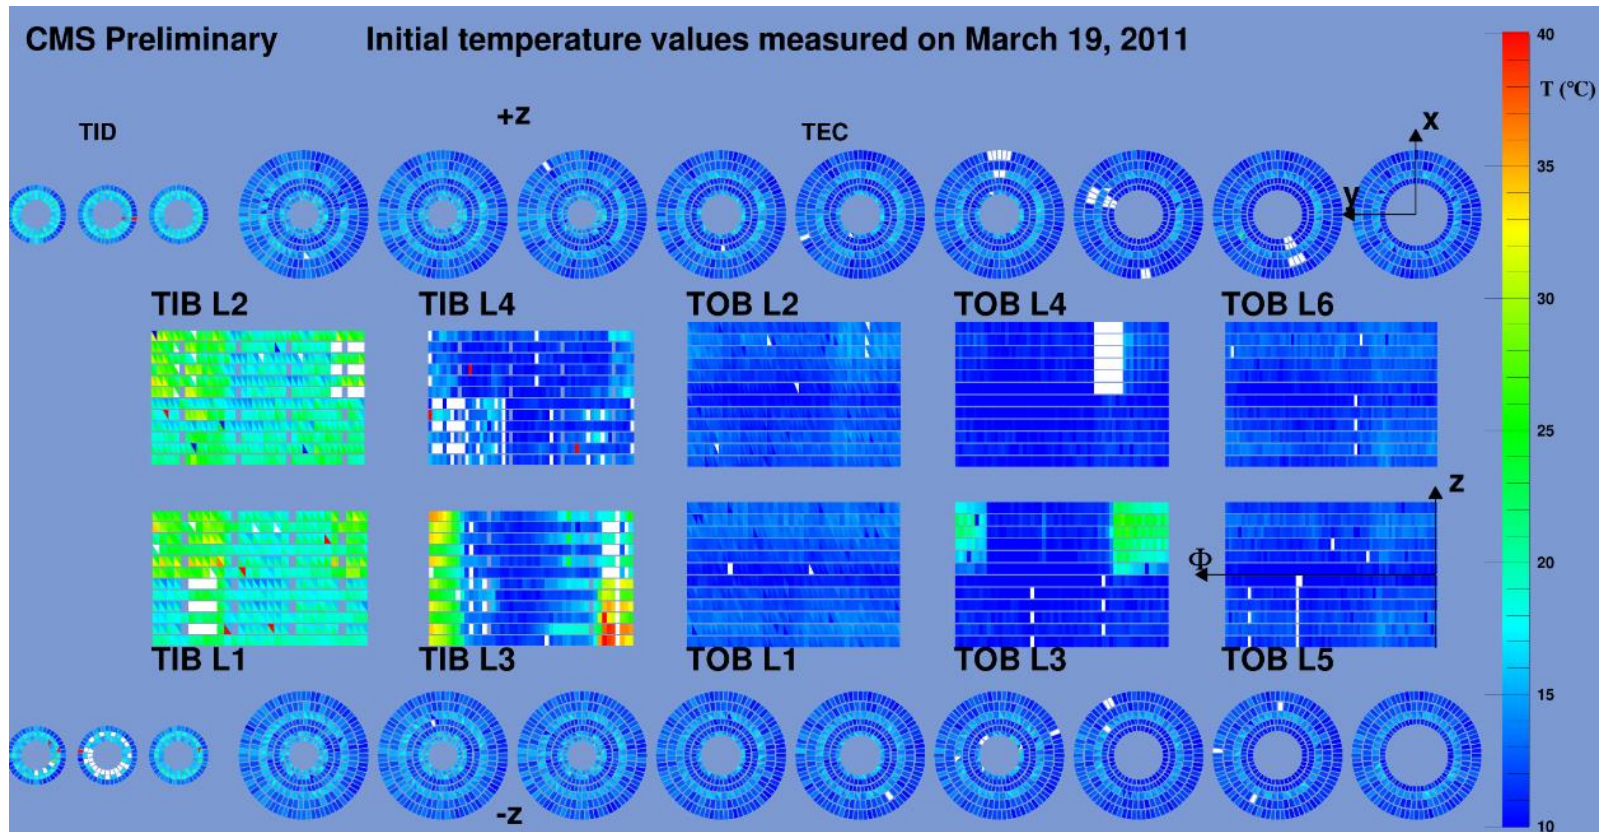 CMS Preliminary Initial temperature values measured on March 19, 2011
40
T (°C)
+z
x
TID
TEC
35
y
TIB L2 TIB L4 TOB L2 TOB L4 TOB L6
30
25
z
Φ
20
TIB L1 TIB L3 TOB L1 TOB L3 TOB L5
15
-z
10